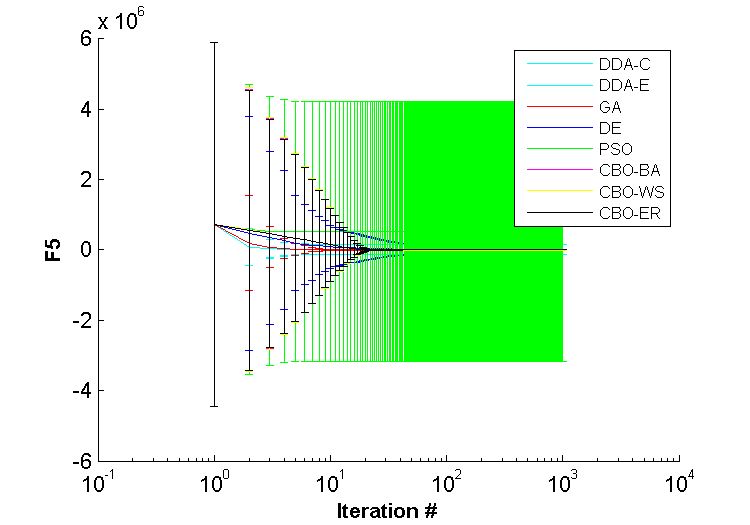 x 10^6
6
4
2
0
-2
-4
-6
F5
DDA-C
DDA-E
GA
DE
PSO
CBO-BA
CBO-WS
CBO-ER
10^-1 10^0 10^1 10^2 10^3 10^4
Iteration #